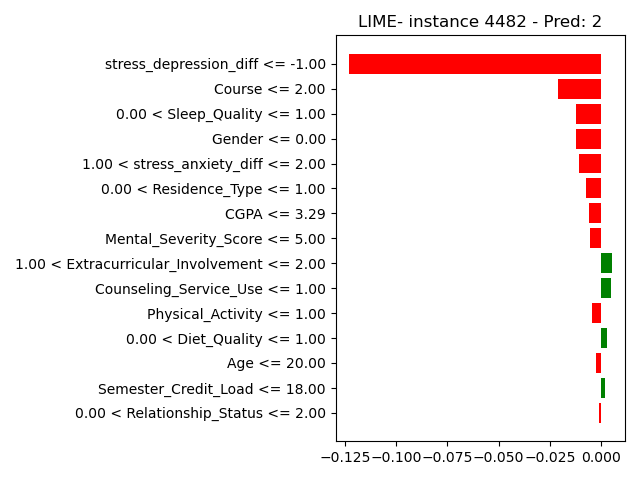 LIME- instance 4482 - Pred: 2
stress_depression_diff <= -1.00
Course <= 2.00
0.00 < Sleep_Quality <= 1.00
Gender <= 0.00
1.00 < stress_anxiety_diff <= 2.00
0.00 < Residence_Type <= 1.00
CGPA <= 3.29
Mental_Severity_Score <= 5.00
1.00 < Extracurricular_Involvement <= 2.00
Counseling_Service_Use <= 1.00
Physical_Activity <= 1.00
0.00 < Diet_Quality <= 1.00
Age <= 20.00
Semester_Credit_Load <= 18.00
0.00 < Relationship_Status <= 2.00
−0.125 −0.100 −0.075 −0.050 −0.025 0.000